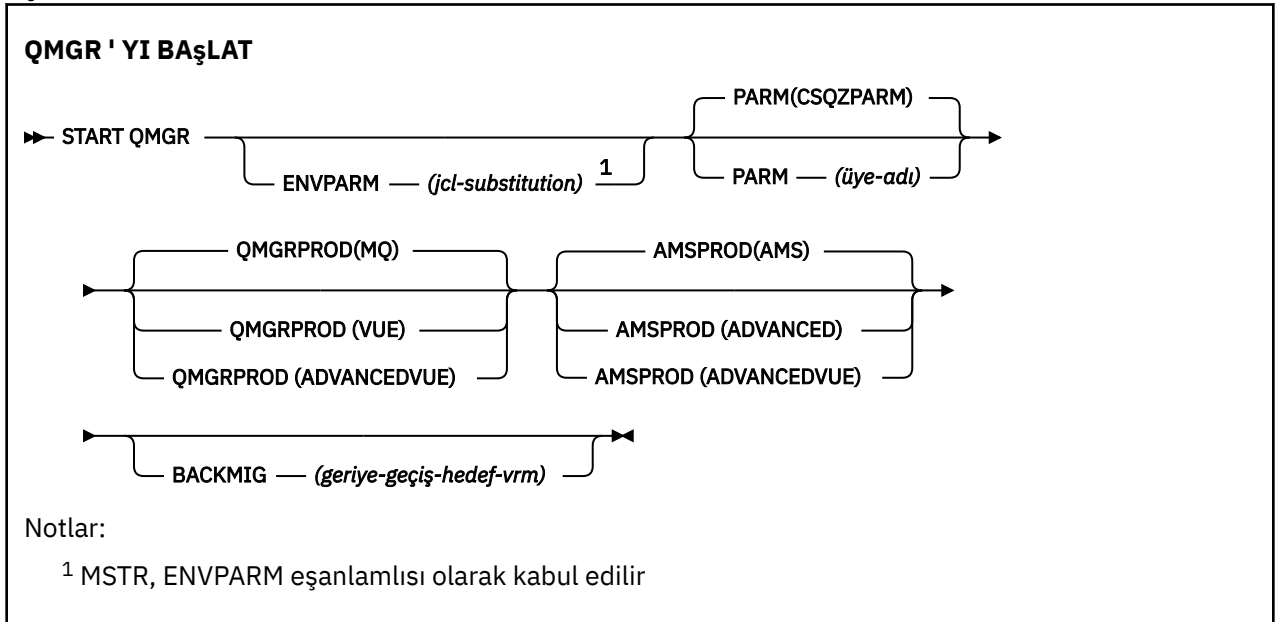 QMGR ' YI BAşLAT
PARM(CSQZPARM)
START QMGR
ENVPARM (jcl-substitution) 1
PARM (üye-adı)
QMGRPROD(MQ) AMSPROD(AMS)
QMGRPROD (VUE) AMSPROD (ADVANCED)
QMGRPROD (ADVANCEDVUE) AMSPROD (ADVANCEDVUE)
BACKMIG (geriye-geçiş-hedef-vrm)
Notlar:
1 MSTR, ENVPARM eşanlamlısı olarak kabul edilir